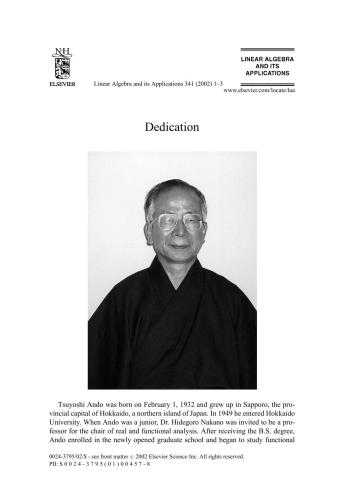 NH
ELSEVIER
LINEAR ALGEBRA
AND ITS
APPLICATIONS
Linear Algebra and its Applications 341 (2002) 1–3
www.elsevier.com/locate/laa
Dedication
Tsuyoshi Ando was born on February 1, 1932 and grew up in Sapporo, the pro-
vincial capital of Hokkaido, a northern island of Japan. In 1949 he entered Hokkaido
University. When Ando was a junior, Dr. Hidegoro Nakano was invited to be a pro-
fessor for the chair of real and functional analysis. After receiving the B.S. degree,
Ando enrolled in the newly opened graduate school and began to study functional
0024-3795/02/$ - see front matter © 2002 Elsevier Science Inc. All rights reserved.
PII: S 0 0 2 4 - 3 7 9 5 ( 0 1 ) 0 0 4 5 7 - 8